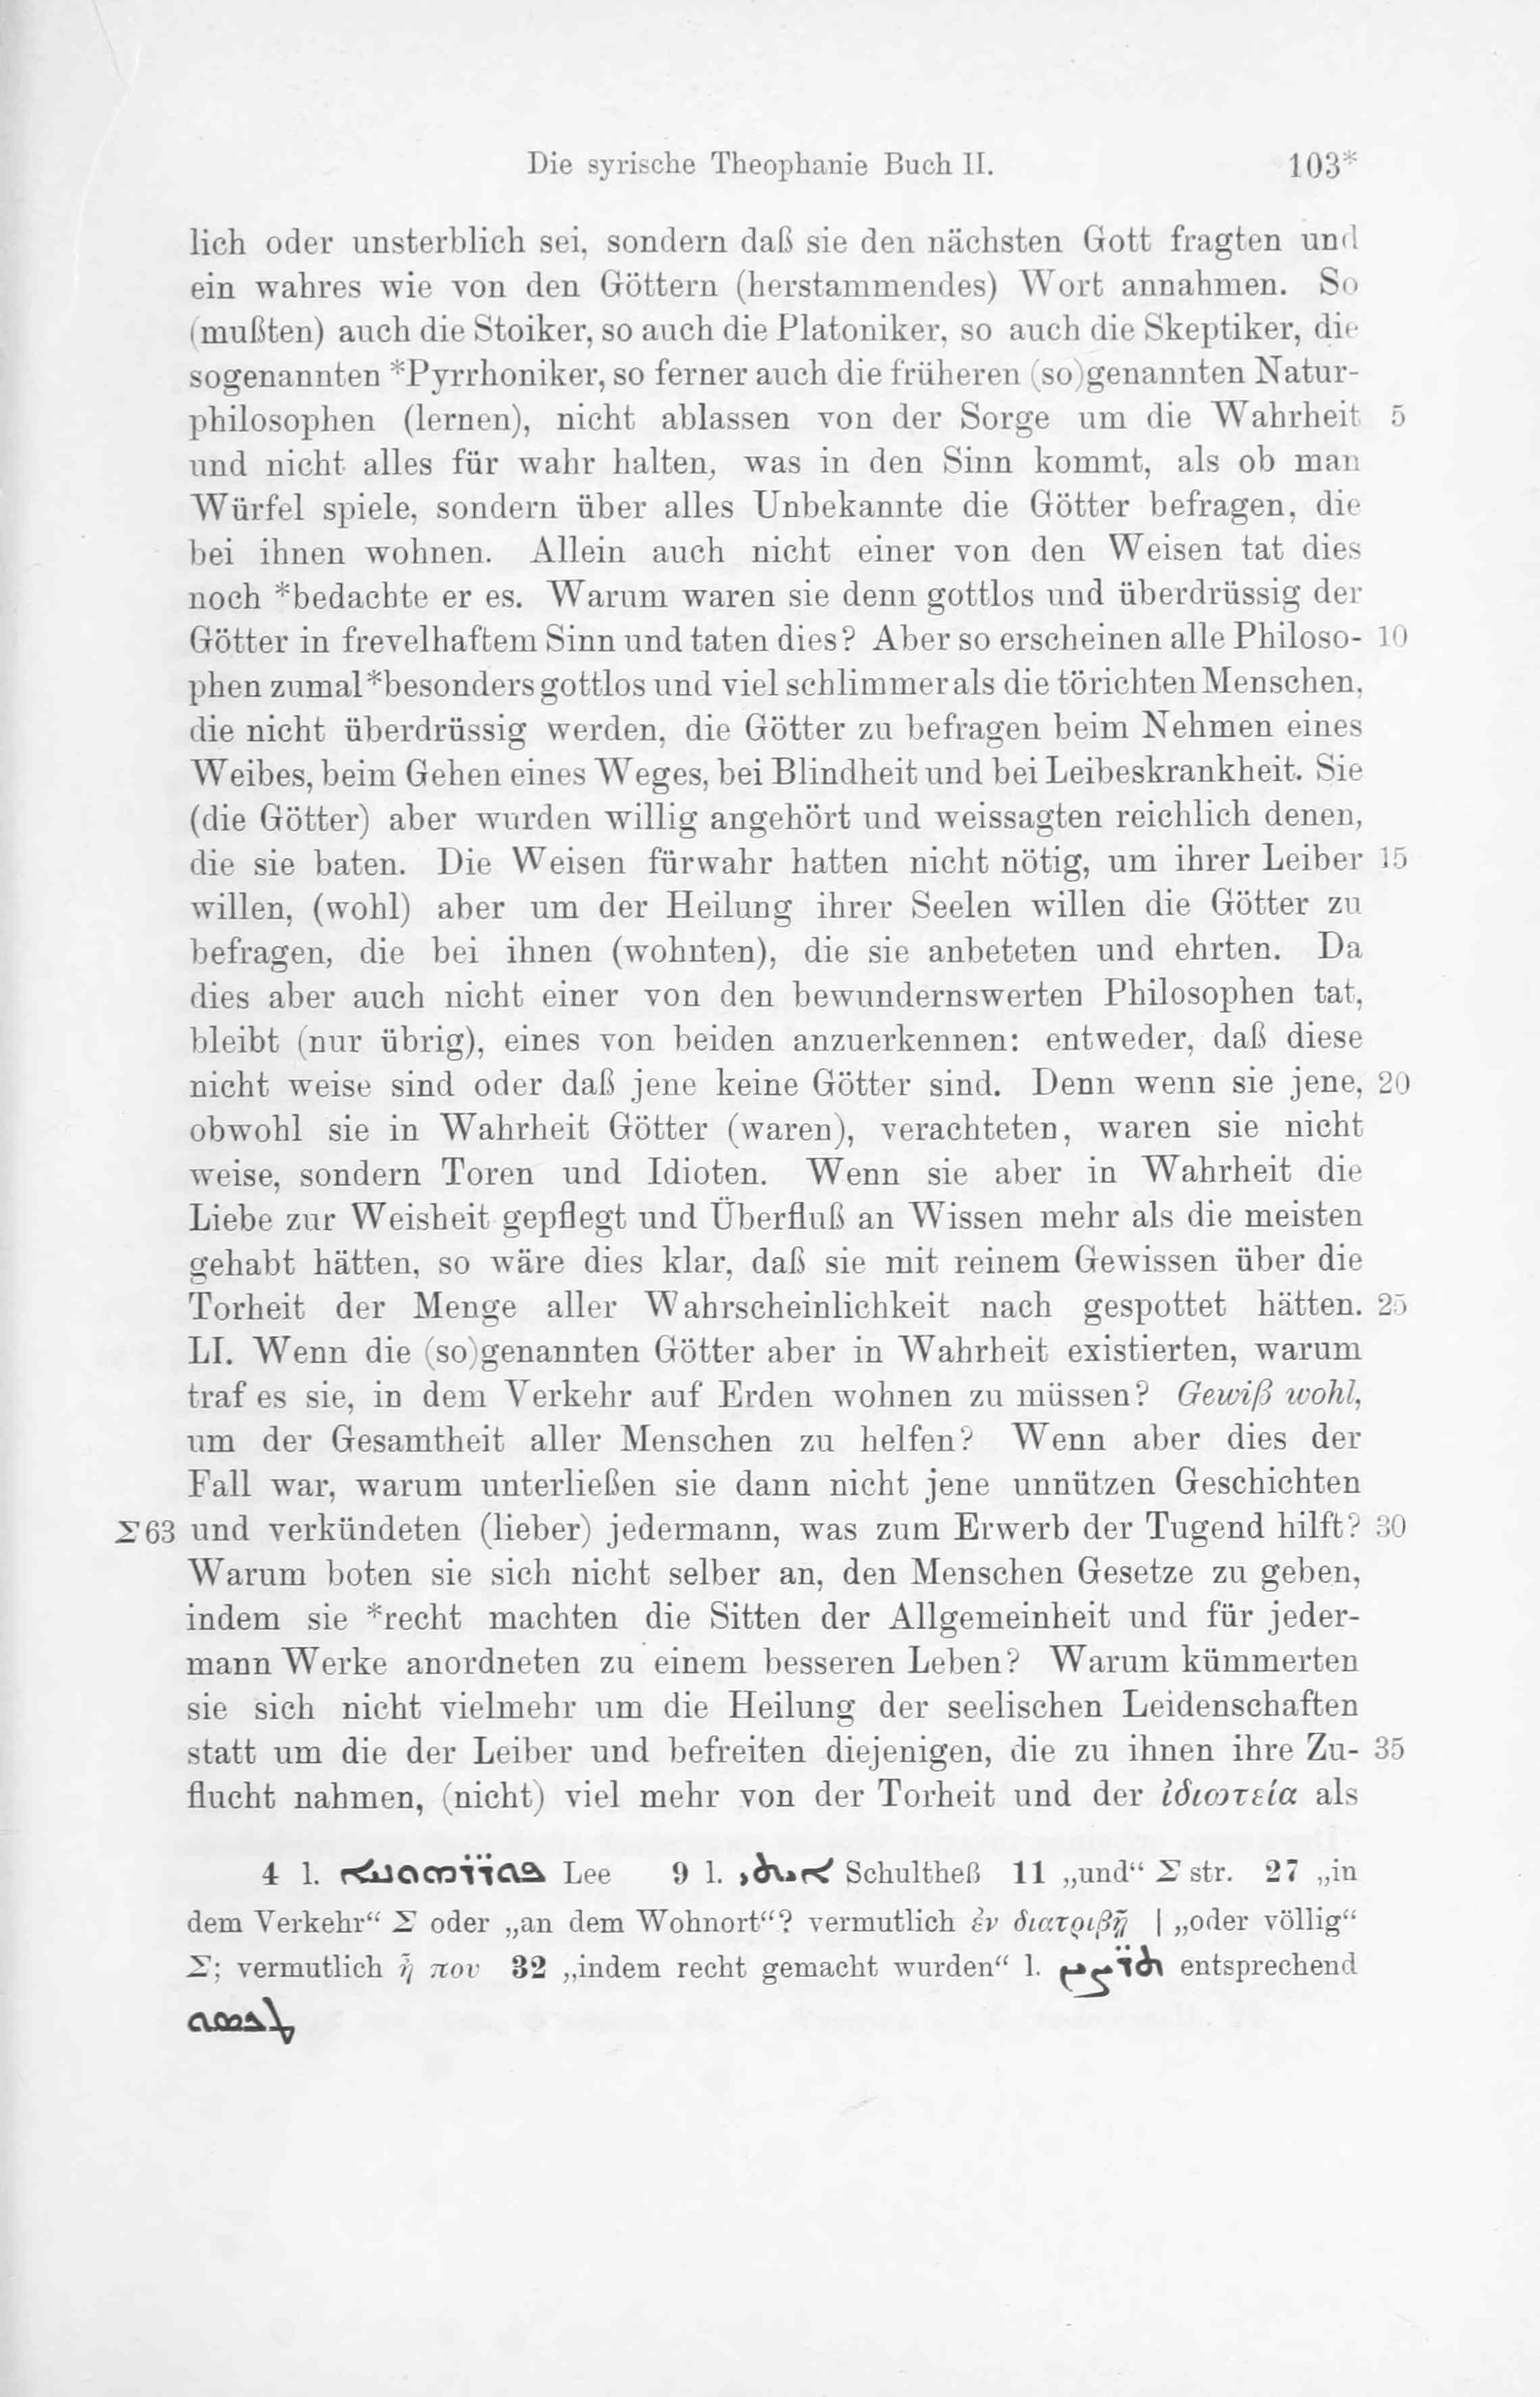 Die syrische Theophanie Buch II. 103*
lich oder unsterblich sei, sondern daß sie den nächsten Gott fragten und
ein wahres wie von den Göttern (herstammendes) Wort annahmen. So
(mußten) auch die Stoiker, so auch die Platoniker, so auch die Skeptiker, die
sogenannten *Pyrrhoniker, so ferner auch die früheren (so)genannten Natur-
philosophen (lernen), nicht ablassen von der Sorge um die Wahrheit 5
und nicht alles für wahr halten, was in den Sinn kommt, als ob man
Würfel spiele, sondern über alles Unbekannte die Götter befragen, die
bei ihnen wohnen. Allein auch nicht einer von den Weisen tat dies
noch *bedachte er es. Warum waren sie denn gottlos und überdrüssig der
Götter in frevelhaftem Sinn und taten dies? Aber so erscheinen alle Philoso- 10
phen zumal *besonders gottlos und viel schlimmer als die törichten Menschen,
die nicht überdrüssig werden, die Götter zu befragen beim Nehmen eines
Weibes, beim Gehen eines Weges, bei Blindheit und bei Leibeskrankheit. Sie
(die Götter) aber wurden willig angehört und weissagten reichlich denen,
die sie baten. Die Weisen fürwahr hatten nicht nötig, um ihrer Leiber 15
willen, (wohl) aber um der Heilung ihrer Seelen willen die Götter zu
befragen, die bei ihnen (wohnten), die sie anbeteten und ehrten. Da
dies aber auch nicht einer von den bewundernswerten Philosophen tat,
bleibt (nur übrig), eines von beiden anzuerkennen: entweder, daß diese
nicht weise sind oder daß jene keine Götter sind. Denn wenn sie jene, 20
obwohl sie in Wahrheit Götter (waren), verachteten, waren sie nicht
weise, sondern Toren und Idioten. Wenn sie aber in Wahrheit die
Liebe zur Weisheit gepflegt und Überfluß an Wissen mehr als die meisten
gehabt hätten, so wäre dies klar, daß sie mit reinem Gewissen über die
Torheit der Menge aller Wahrscheinlichkeit nach gespottet hätten. 25
LI. Wenn die (so)genannten Götter aber in Wahrheit existierten, warum
traf es sie, in dem Verkehr auf Erden wohnen zu müssen? Gewiß wohl,
um der Gesamtheit aller Menschen zu helfen? Wenn aber dies der
Fall war, warum unterließen sie dann nicht jene unnützen Geschichten
Σ 63 und verkündeten (lieber) jedermann, was zum Erwerb der Tugend hilft? 30
Warum boten sie sich nicht selber an, den Menschen Gesetze zu geben,
indem sie *recht machten die Sitten der Allgemeinheit und für jeder-
mann Werke anordneten zu einem besseren Leben? Warum kümmerten
sie sich nicht vielmehr um die Heilung der seelischen Leidenschaften
statt um die der Leiber und befreiten diejenigen, die zu ihnen ihre Zu- 35
flucht nahmen, (nicht) viel mehr von der Torheit und der ἰδιωτεία als
4 l. Lee 9 l. Schultheß 11 „und“ Σ str. 27 „in
dem Verkehr“ Σ oder „an dem Wohnort“? vermutlich ἐν διατριβῇ | „oder völlig“
Σ; vermutlich ἤ που 32 „indem recht gemacht wurden“ l. entsprechend